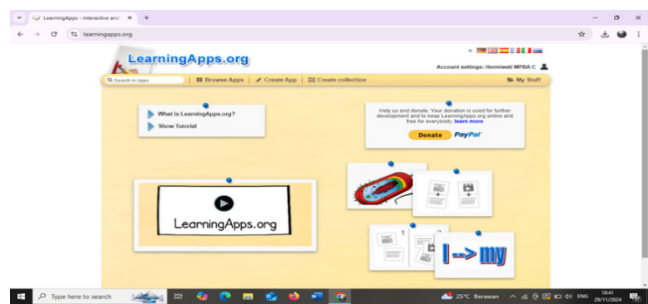 LearningApps - interactive and
learningapps.org
LearningApps.org
Account settings: Herniwati MPBA C
Search in Apps
Browse Apps
Create App
Create collection
My Stuff
What is LearningApps.org?
Show Tutorial
Help us and donate. Your donation is used for further
development and to keep LearningApps.org online and
free for everybody. learn more
Donate PayPal
LearningApps.org
1
I-->my
Type here to search
25°C Berawan
ENG
18:41
29/11/2024